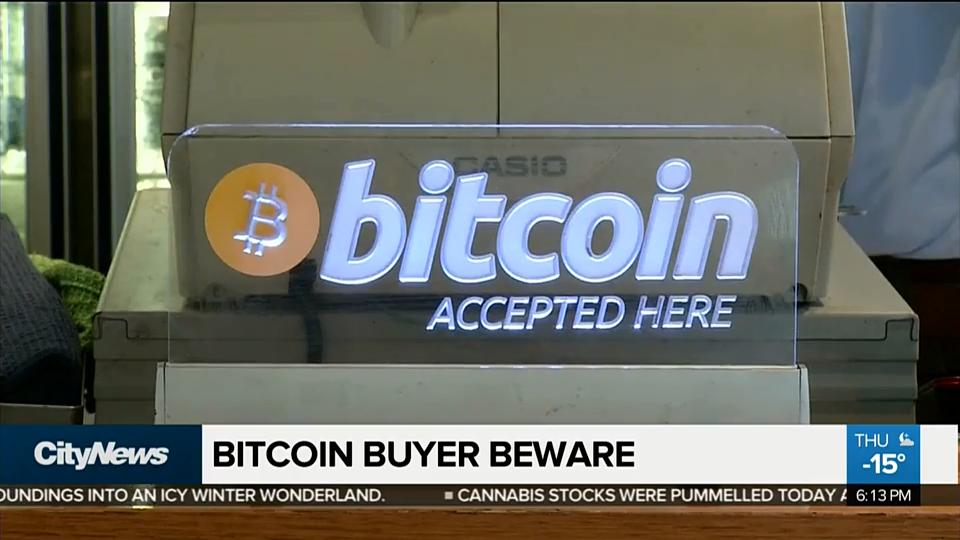 CASIO
bitcoin
ACCEPTED HERE
CityNews
BITCOIN BUYER BEWARE
THU
-15°
OUNDINGS INTO AN ICY WINTER WONDERLAND. ▪ CANNABIS STOCKS WERE PUMMELLED TODAY
6:13 PM